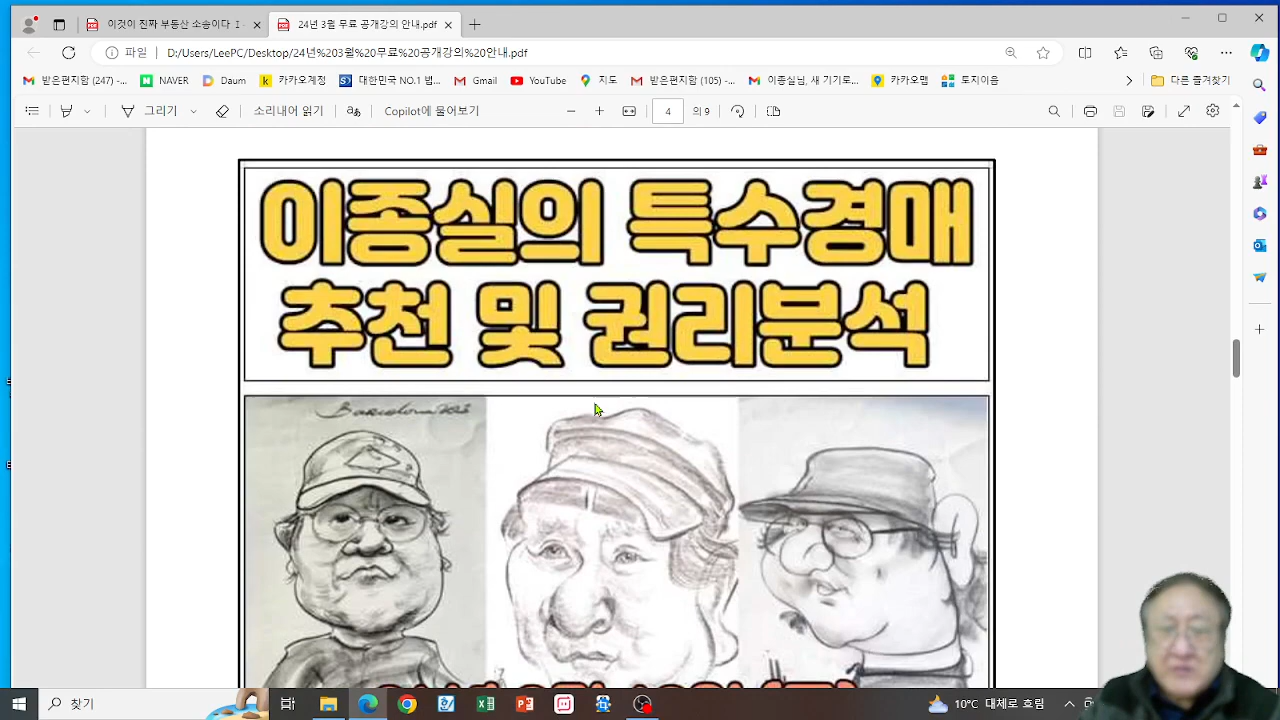 이것이 진짜 부동산 소송이다 I -
24년 3월 무료 공개강의 안내.pdf
파일 D:/Users/LeePC/Desktop/24년%203월%20무료%20공개강의%20안내.pdf
받은편지함 (247) -... NAVER Daum 카카오계정 대한민국 NO.1 법... Gmail YouTube 지도 받은편지함 (105) -... 이종실님, 새 기기로... 카카오맵 토지이음 다른 즐겨찾기
그리기 소리내어 읽기 aあ Copilot에 물어보기 4 의 9
이종실의 특수경매
추천 및 권리분석
Barcelona 2023
찾기 10°C 대체로 흐림